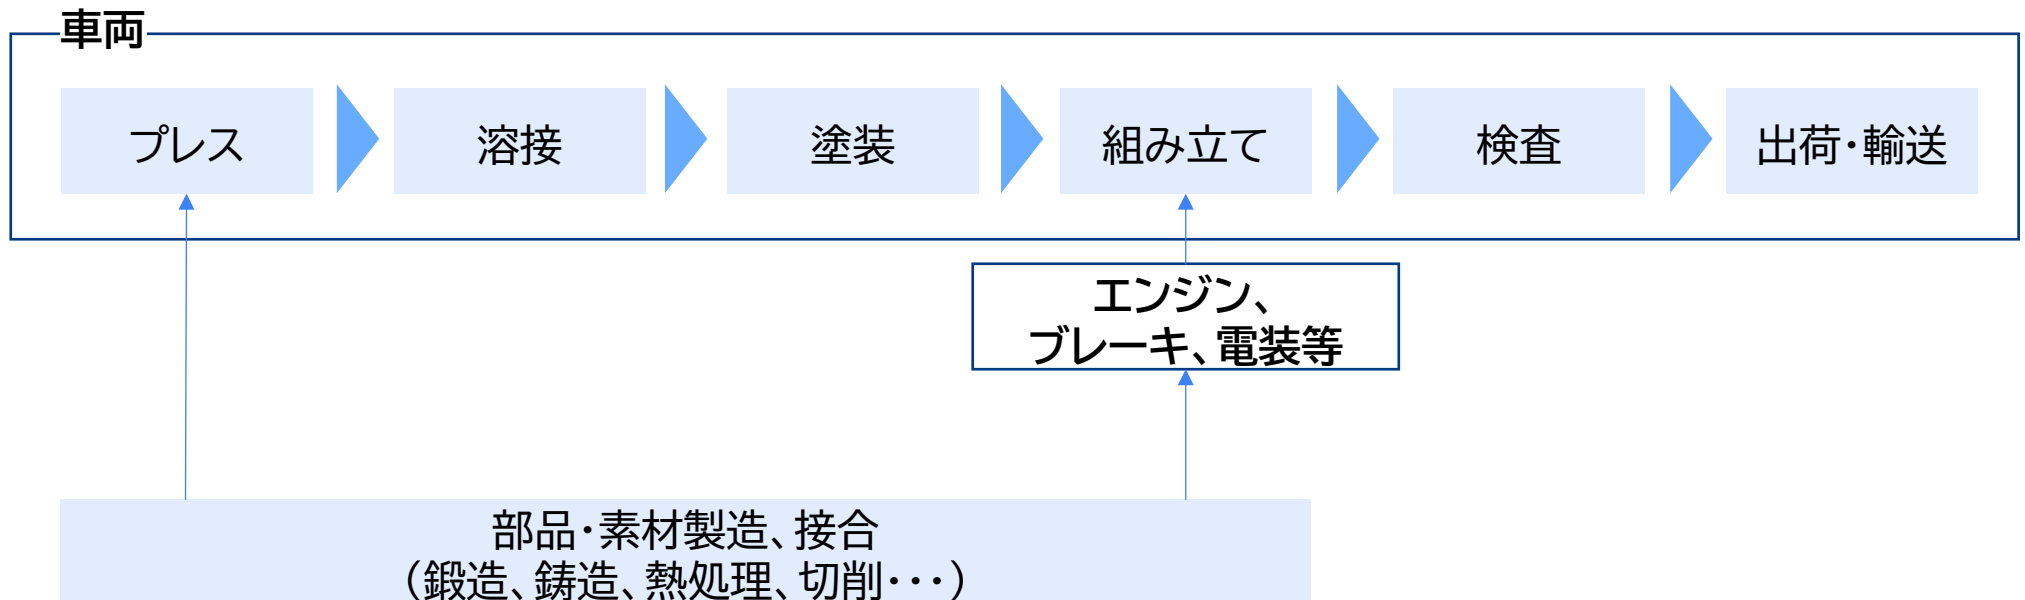 車両
プレス
溶接
塗装
組み立て
検査
出荷・輸送
エンジン、
ブレーキ、電装等
部品・素材製造、接合
（鍛造、鋳造、熱処理、切削・・・）